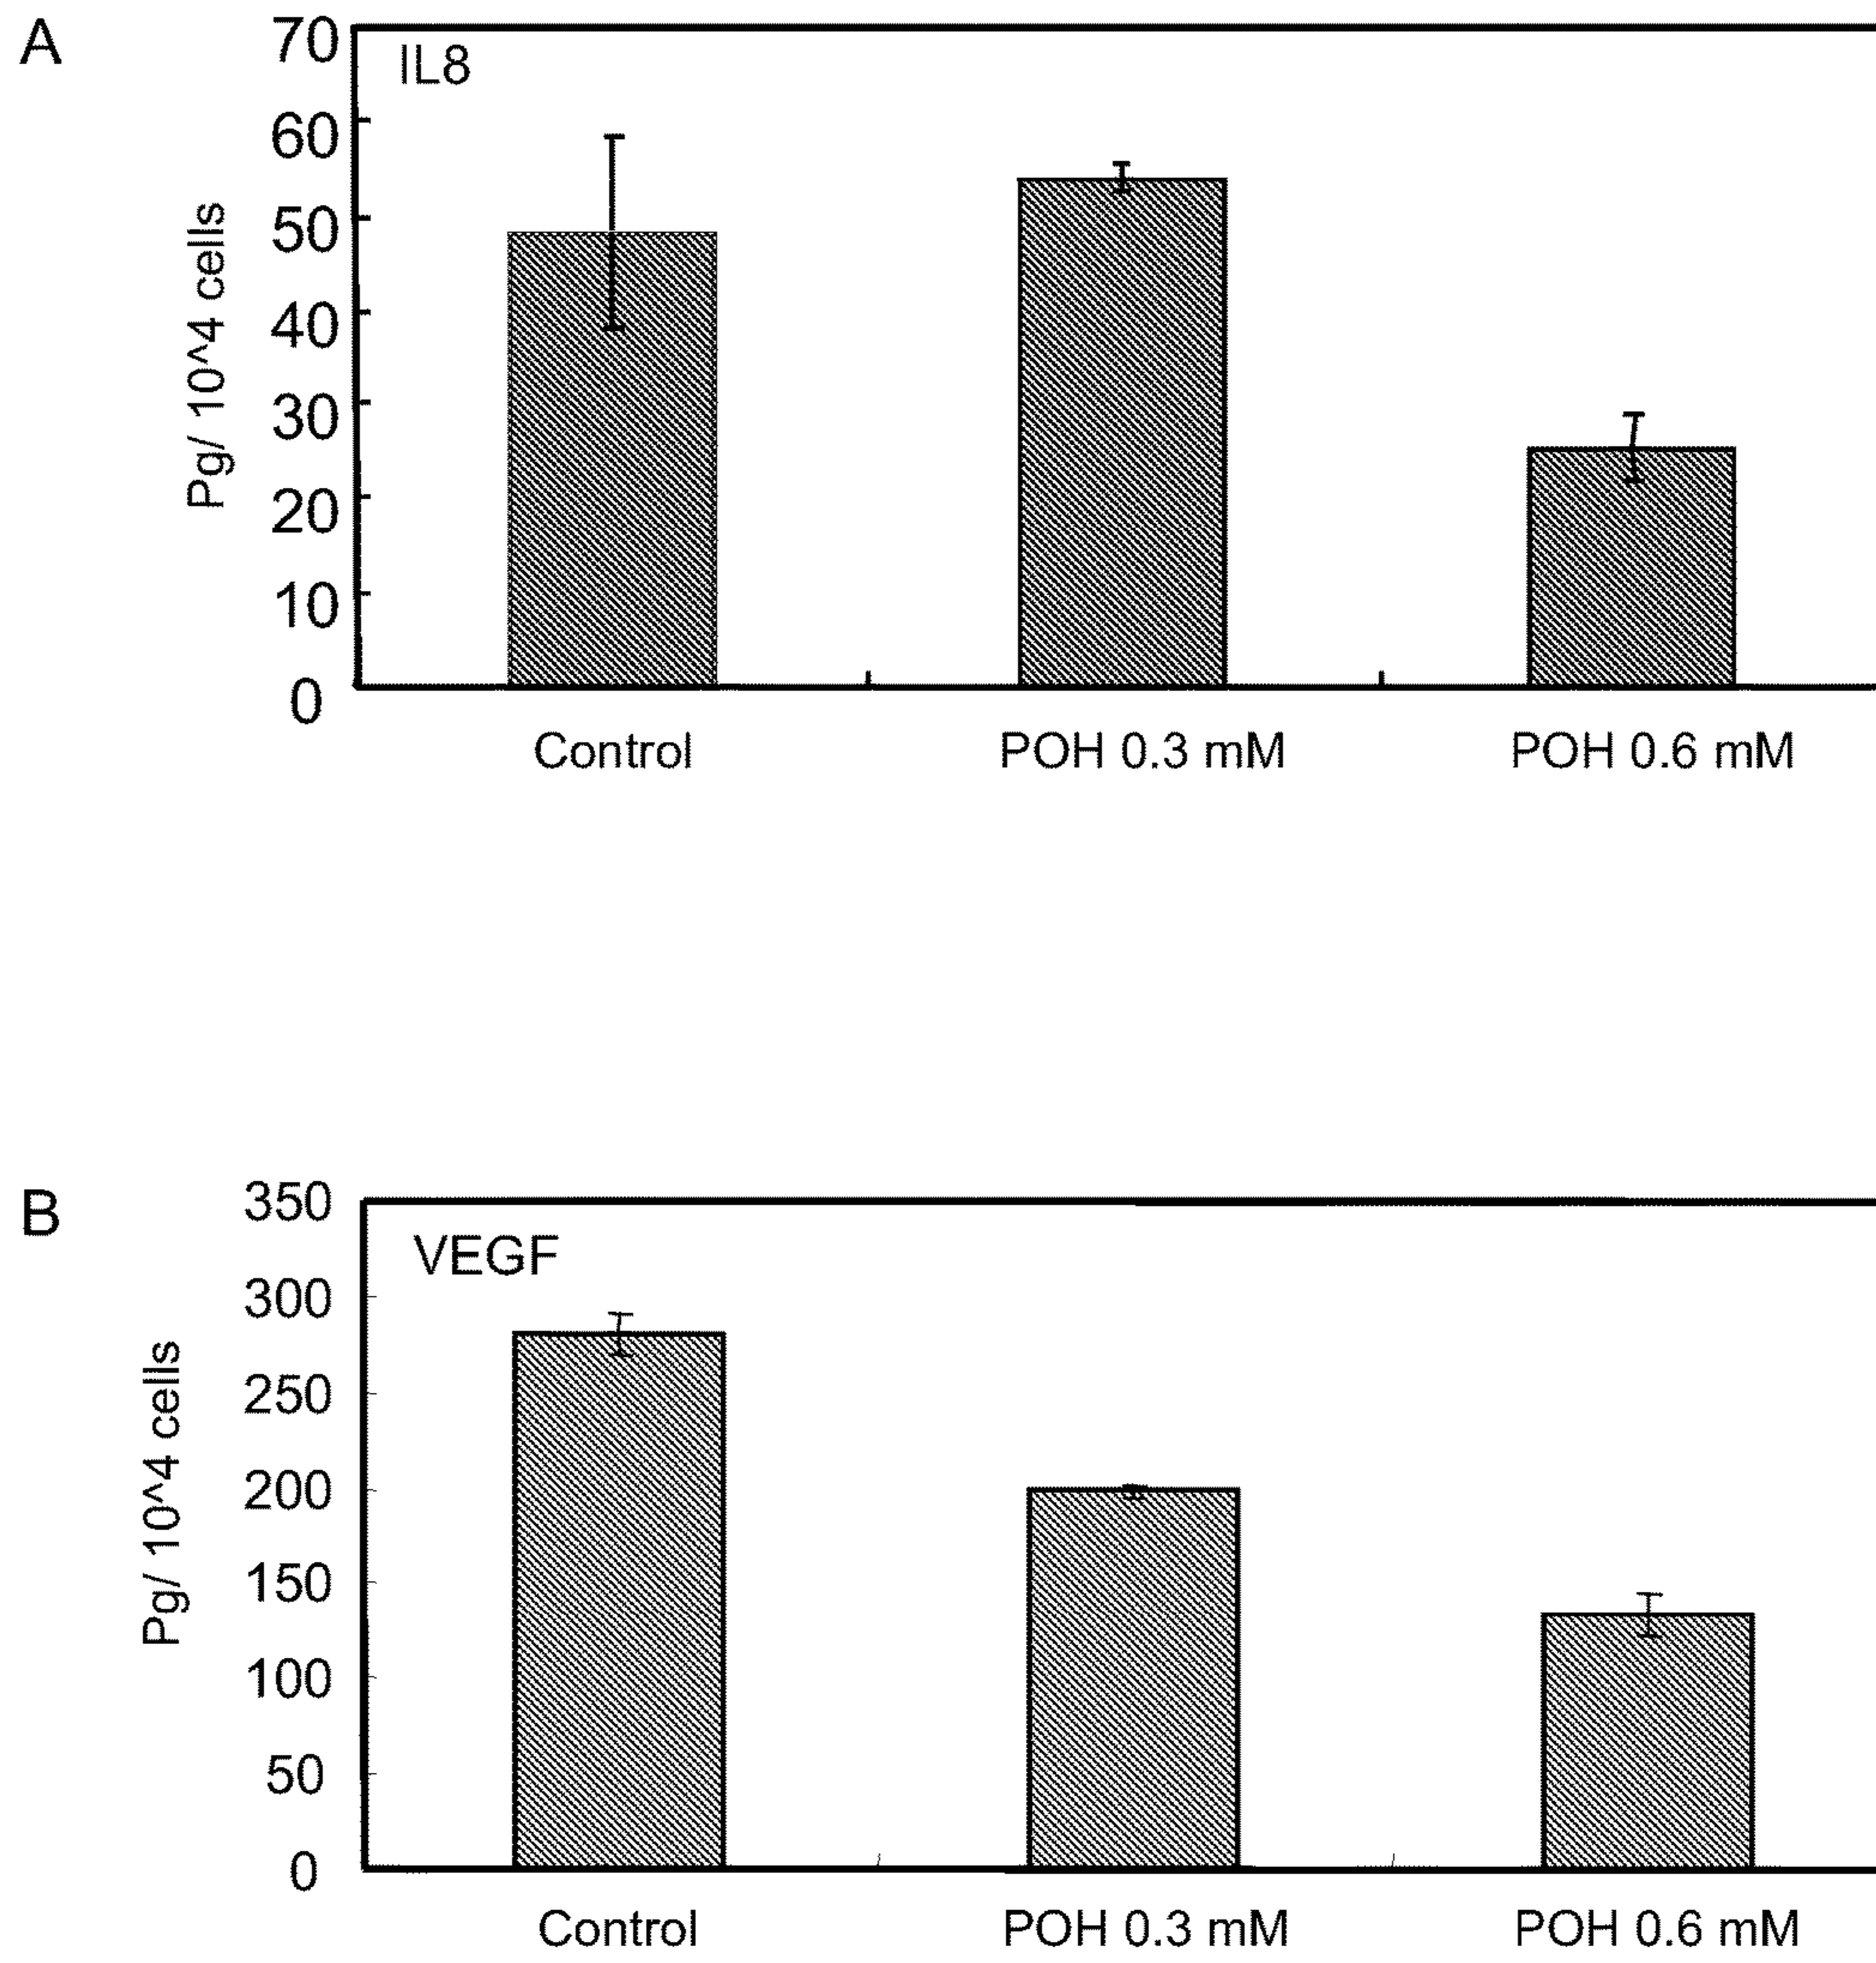 A
70
IL8
60
50
40
30
20
10
0
Pg/ 10^4 cells
Control POH 0.3 mM POH 0.6 mM
B
350
VEGF
300
250
200
150
100
50
0
Pg/ 10^4 cells
Control POH 0.3 mM POH 0.6 mM